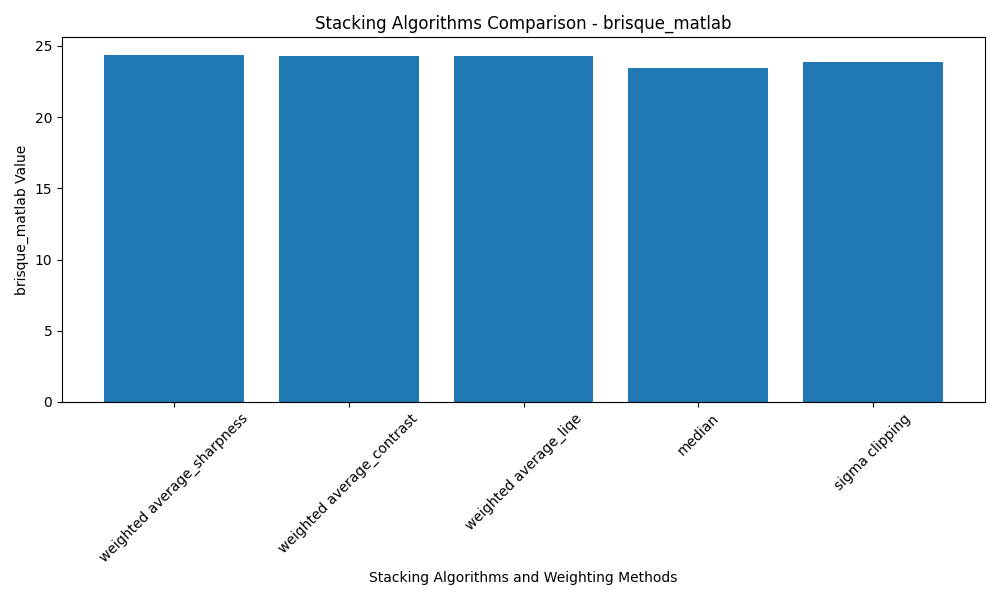 Stacking Algorithms Comparison - brisque_matlab
brisque_matlab Value
25
20
15
10
5
0
weighted average_sharpness
weighted average_contrast
weighted average_liqe
median
sigma clipping
Stacking Algorithms and Weighting Methods